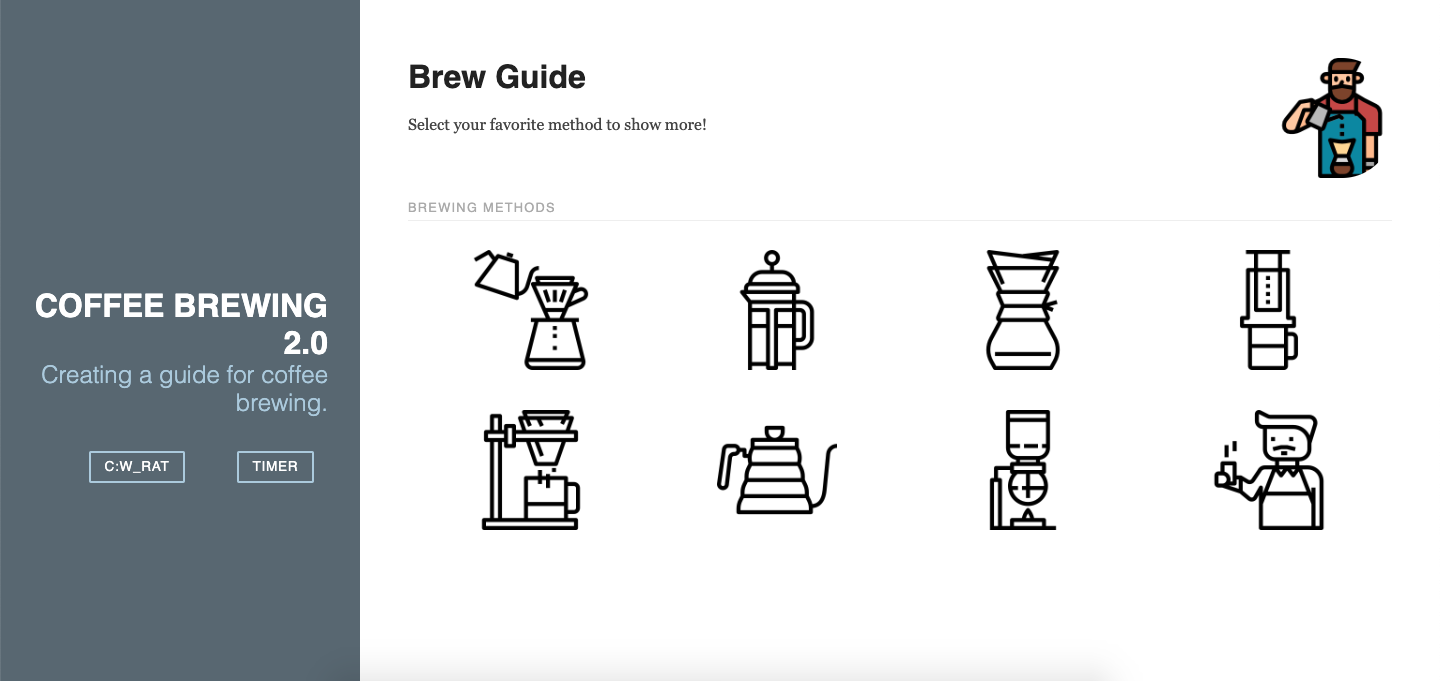 COFFEE BREWING
2.0
Creating a guide for coffee
brewing.
C:W_RAT TIMER
Brew Guide
Select your favorite method to show more!
BREWING METHODS